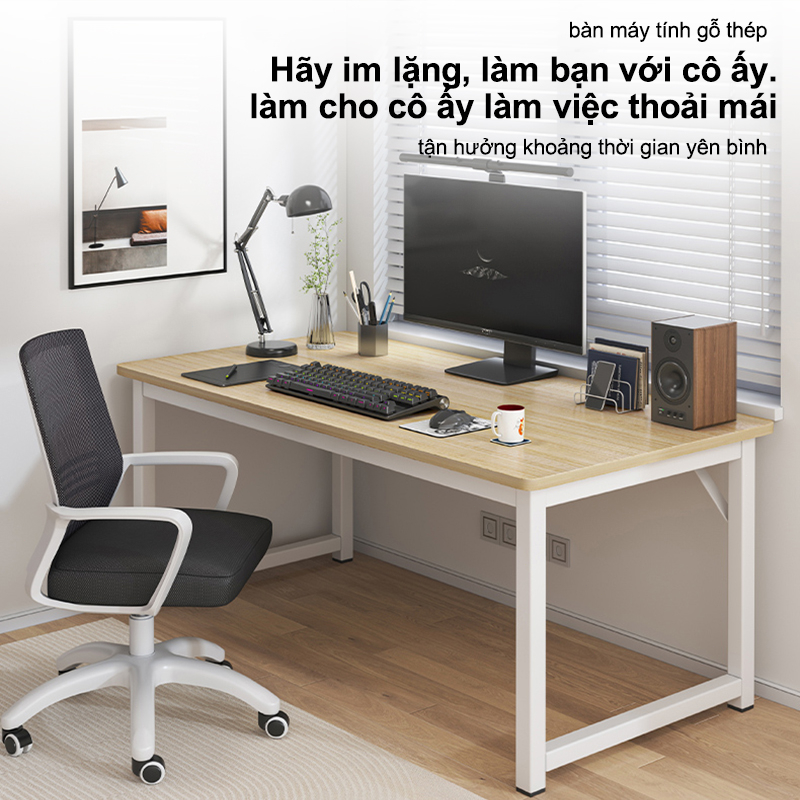 bàn máy tính gỗ thép
Hãy im lặng, làm bạn với cô ấy.
làm cho cô ấy làm việc thoải mái
tận hưởng khoảng thời gian yên bình